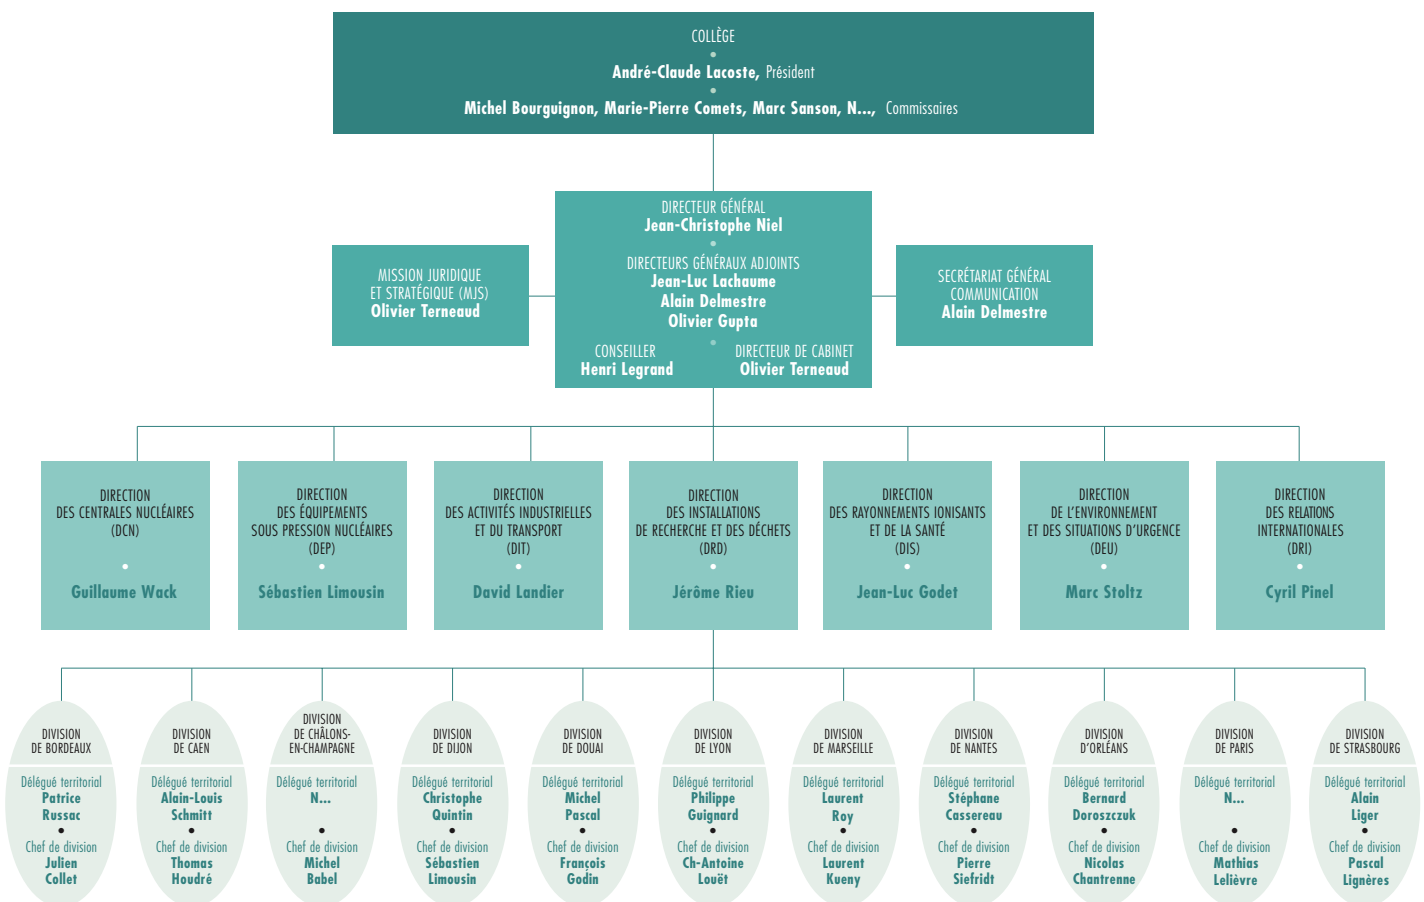 COLLÈGE
André-Claude Lacoste, Président
Michel Bourguignon, Marie-Pierre Comets, Marc Sanson, N..., Commissaires
DIRECTEUR GÉNÉRAL
Jean-Christophe Niel
DIRECTEURS GÉNÉRAUX ADJOINTS
Jean-Luc Lachaume
Alain Delmestre
Olivier Gupta
CONSEILLER
Henri Legrand
DIRECTEUR DE CABINET
Olivier Terneaud
MISSION JURIDIQUE
ET STRATÉGIQUE (MJS)
Olivier Terneaud
SECRÉTARIAT GÉNÉRAL
COMMUNICATION
Alain Delmestre
DIRECTION
DES CENTRALES NUCLÉAIRES
(DCN)
Guillaume Wack
DIRECTION
DES ÉQUIPEMENTS
SOUS PRESSION NUCLÉAIRES
(DEP)
Sébastien Limousin
DIRECTION
DES ACTIVITÉS INDUSTRIELLES
ET DU TRANSPORT
(DIT)
David Landier
DIRECTION
DES INSTALLATIONS
DE RECHERCHE ET DES DÉCHETS
(DRD)
Jérôme Rieu
DIRECTION
DES RAYONNEMENTS IONISANTS
ET DE LA SANTÉ
(DIS)
Jean-Luc Godet
DIRECTION
DE L'ENVIRONNEMENT
ET DES SITUATIONS D'URGENCE
(DEU)
Marc Stoltz
DIRECTION
DES RELATIONS
INTERNATIONALES
(DRI)
Cyril Pinel
DIVISION
DE BORDEAUX
Délégué territorial
Patrice
Russac
Chef de division
Julien
Collet
DIVISION
DE CAEN
Délégué territorial
Alain-Louis
Schmitt
Chef de division
Thomas
Houdré
DIVISION
DE CHÂLONS-
EN-CHAMPAGNE
Délégué territorial
N...
Chef de division
Michel
Babel
DIVISION
DE DIJON
Délégué territorial
Christophe
Quintin
Chef de division
Sébastien
Limousin
DIVISION
DE DOUAI
Délégué territorial
Michel
Pascal
Chef de division
François
Godin
DIVISION
DE LYON
Délégué territorial
Philippe
Guignard
Chef de division
Ch-Antoine
Louët
DIVISION
DE MARSEILLE
Délégué territorial
Laurent
Roy
Chef de division
Laurent
Kueny
DIVISION
DE NANTES
Délégué territorial
Stéphane
Cassereau
Chef de division
Pierre
Siefridt
DIVISION
D'ORLÉANS
Délégué territorial
Bernard
Doroszczuk
Chef de division
Nicolas
Chantrenne
DIVISION
DE PARIS
Délégué territorial
N...
Chef de division
Mathias
Lelièvre
DIVISION
DE STRASBOURG
Délégué territorial
Alain
Liger
Chef de division
Pascal
Lignères